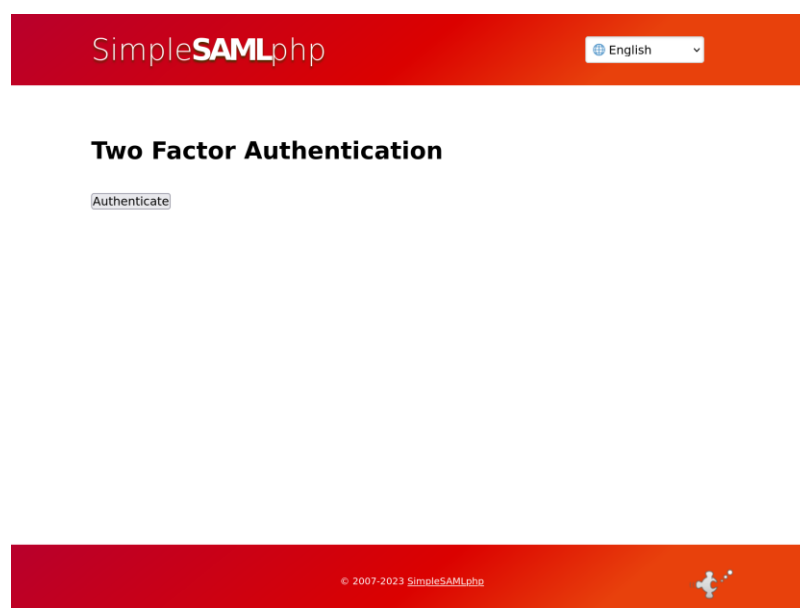 SimpleSAMLphp
English
Two Factor Authentication
Authenticate
© 2007-2023 SimpleSAMLphp